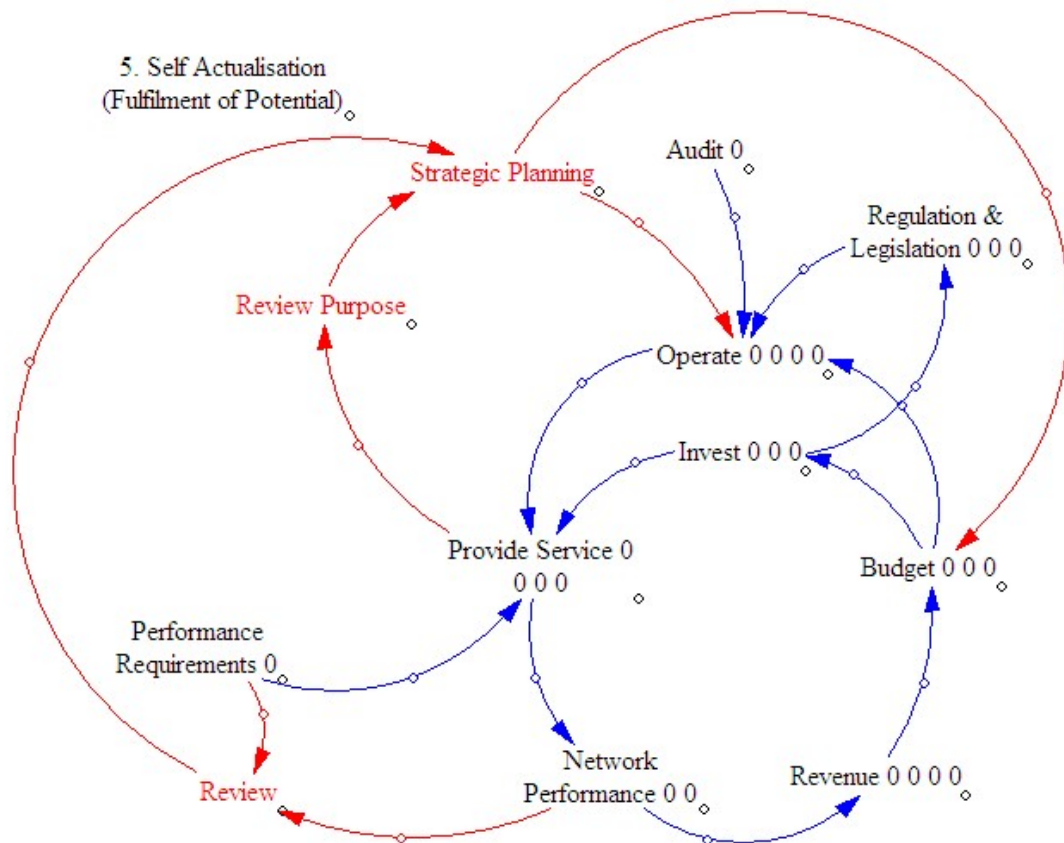 5. Self Actualisation
(Fulfilment of Potential)
Audit 0
Strategic Planning
Regulation &
Legislation 0 0 0
Review Purpose
Operate 0 0 0 0
Invest 0 0 0
Provide Service 0
0 0 0
Budget 0 0 0
Performance
Requirements 0
Network
Performance 0 0
Revenue 0 0 0 0
Review